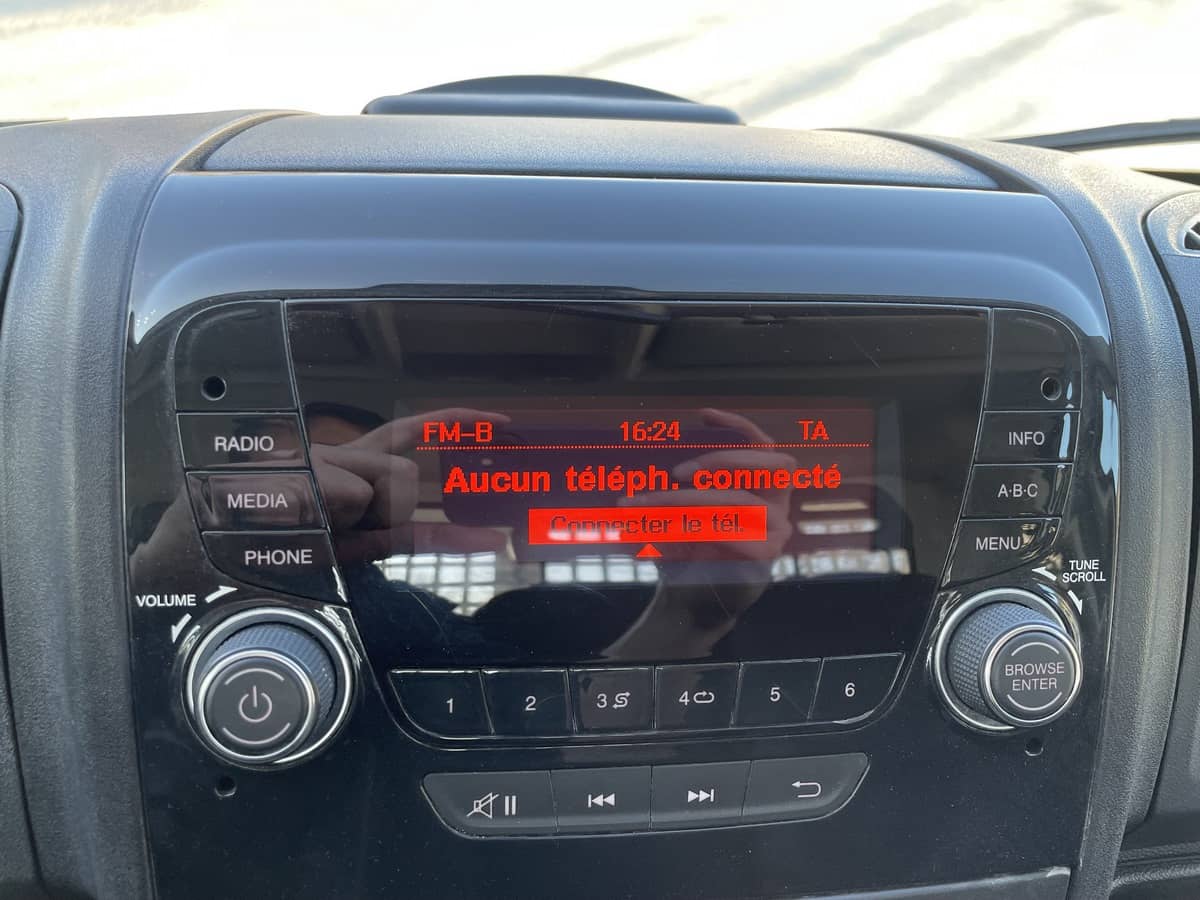 FM-B 16:24 TA
Aucun téléph. connecté
Connecter le tél.
RADIO
MEDIA
PHONE
VOLUME
INFO
A·B·C
MENU
TUNE
SCROLL
BROWSE
ENTER
1 2 3 4 5 6